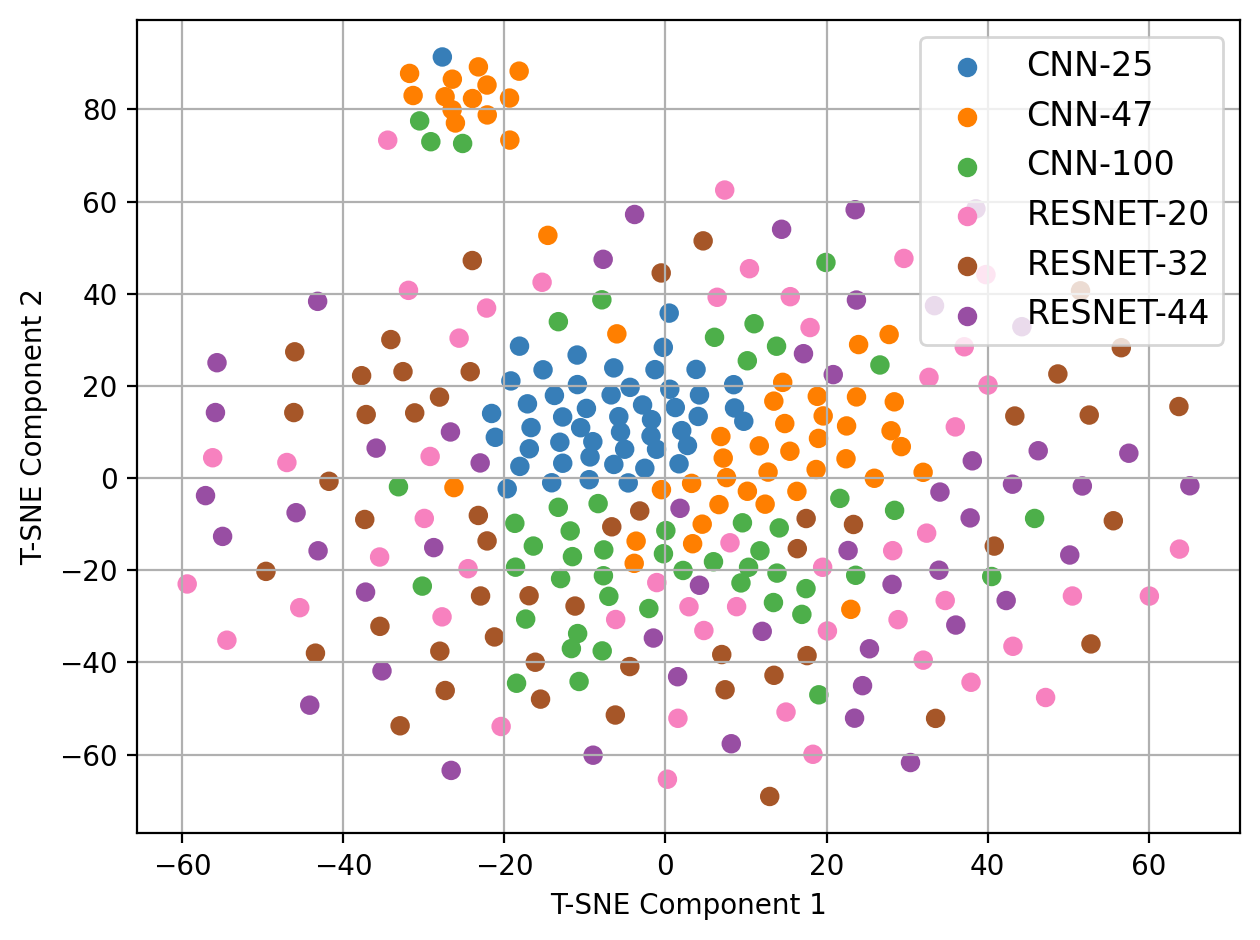 CNN-25
CNN-47
CNN-100
RESNET-20
RESNET-32
RESNET-44
80
60
40
20
0
−20
−40
−60
T-SNE Component 2
−60 −40 −20 0 20 40 60
T-SNE Component 1